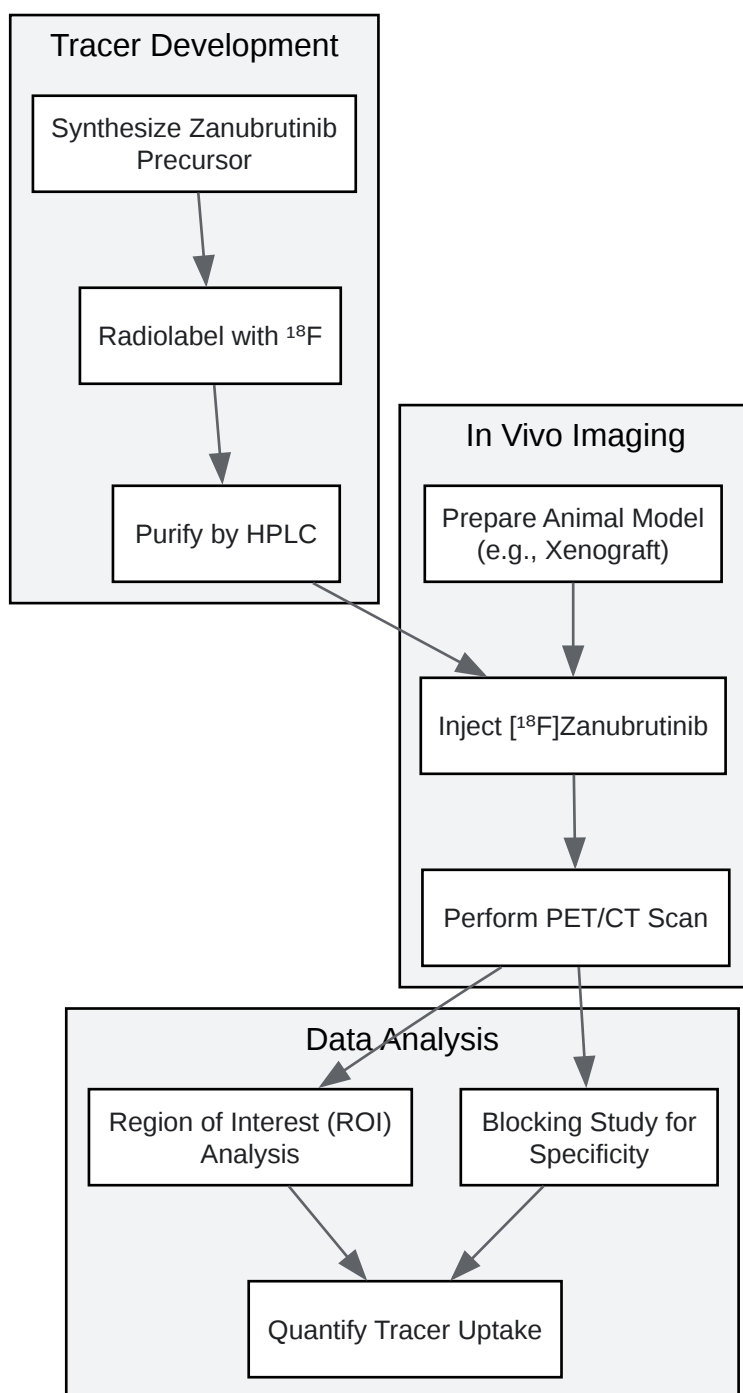 Tracer Development
Synthesize Zanubrutinib
Precursor
Radiolabel with ¹⁸F
Purify by HPLC
In Vivo Imaging
Prepare Animal Model
(e.g., Xenograft)
Inject [¹⁸F]Zanubrutinib
Perform PET/CT Scan
Data Analysis
Region of Interest (ROI)
Analysis
Blocking Study for
Specificity
Quantify Tracer Uptake